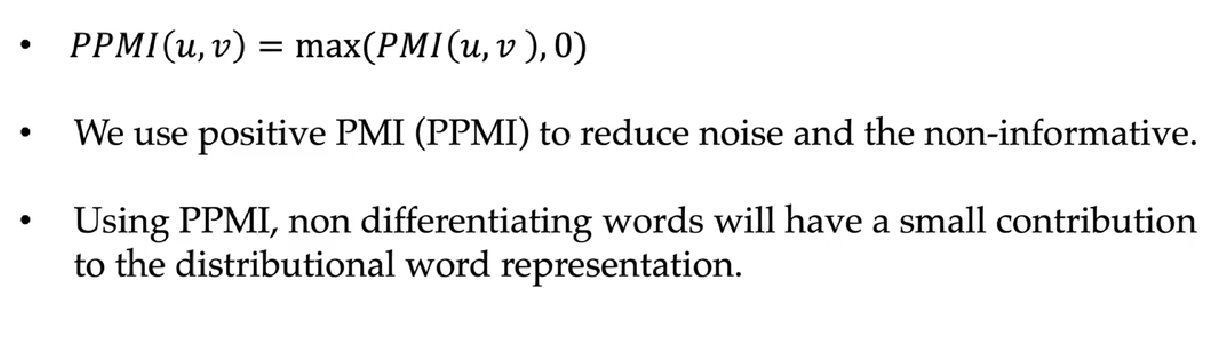 • PPMI(u, v) = max(PMI(u, v ), 0)
• We use positive PMI (PPMI) to reduce noise and the non-informative.
• Using PPMI, non differentiating words will have a small contribution
to the distributional word representation.